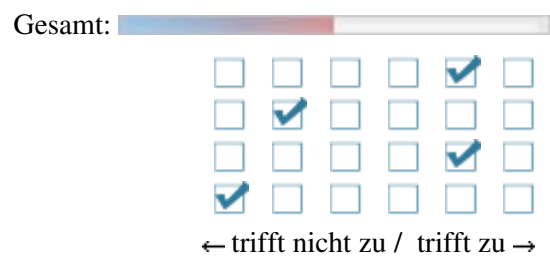 Gesamt:
← trifft nicht zu / trifft zu →